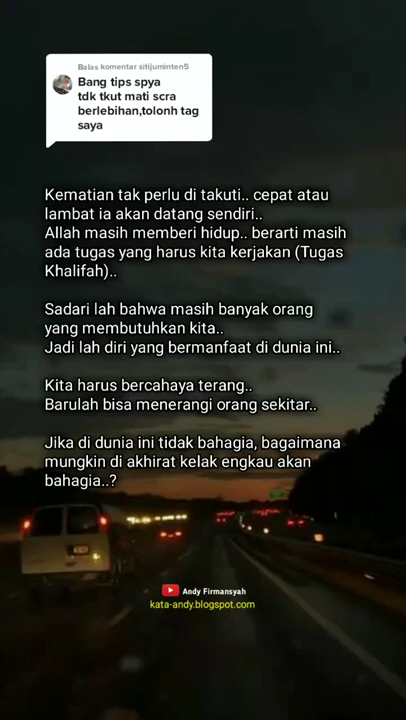 Balas komentar sitijuminten5
Bang tips spya
tdk tkut mati scra
berlebihan,tolonh tag
saya
Kematian tak perlu di takuti.. cepat atau
lambat ia akan datang sendiri..
Allah masih memberi hidup.. berarti masih
ada tugas yang harus kita kerjakan (Tugas
Khalifah)..
Sadari lah bahwa masih banyak orang
yang membutuhkan kita..
Jadi lah diri yang bermanfaat di dunia ini..
Kita harus bercahaya terang..
Barulah bisa menerangi orang sekitar..
Jika di dunia ini tidak bahagia, bagaimana
mungkin di akhirat kelak engkau akan
bahagia..?
Andy Firmansyah
kata-andy.blogspot.com